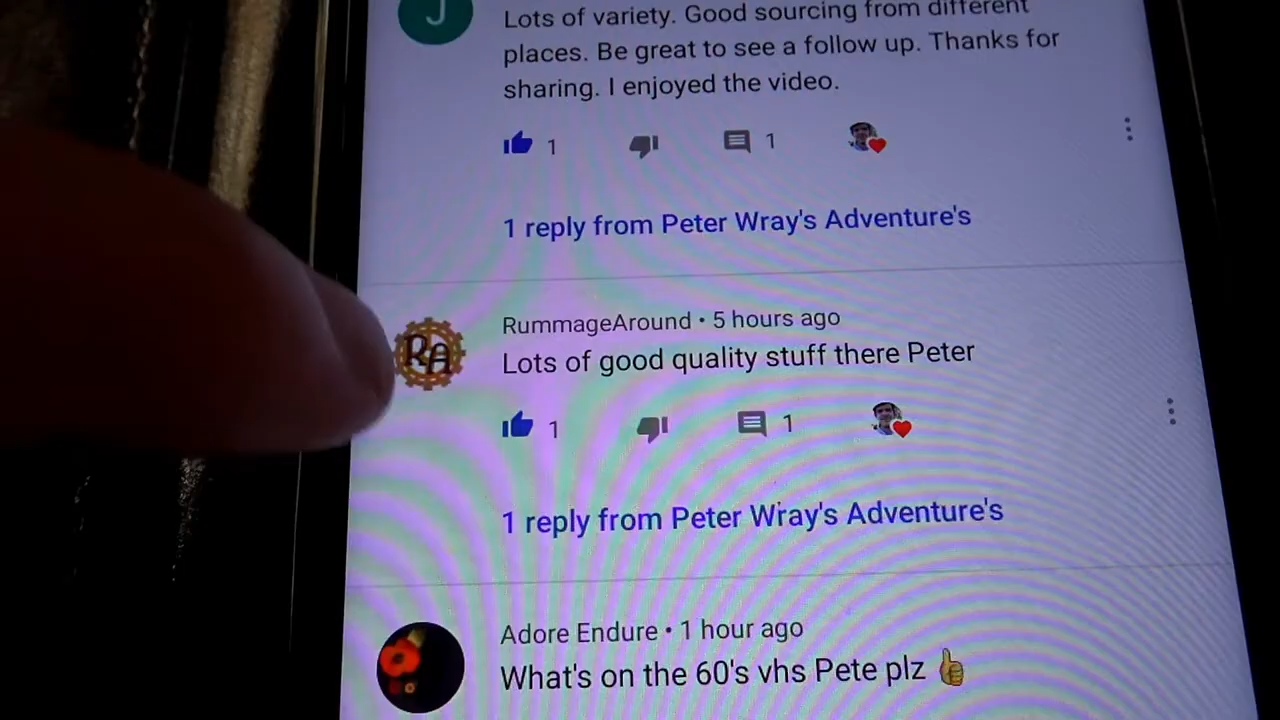 J
Lots of variety. Good sourcing from different
places. Be great to see a follow up. Thanks for
sharing. I enjoyed the video.
1 1
1 reply from Peter Wray's Adventure's
RA
RummageAround • 5 hours ago
Lots of good quality stuff there Peter
1 1
1 reply from Peter Wray's Adventure's
Adore Endure • 1 hour ago
What's on the 60's vhs Pete plz 👍